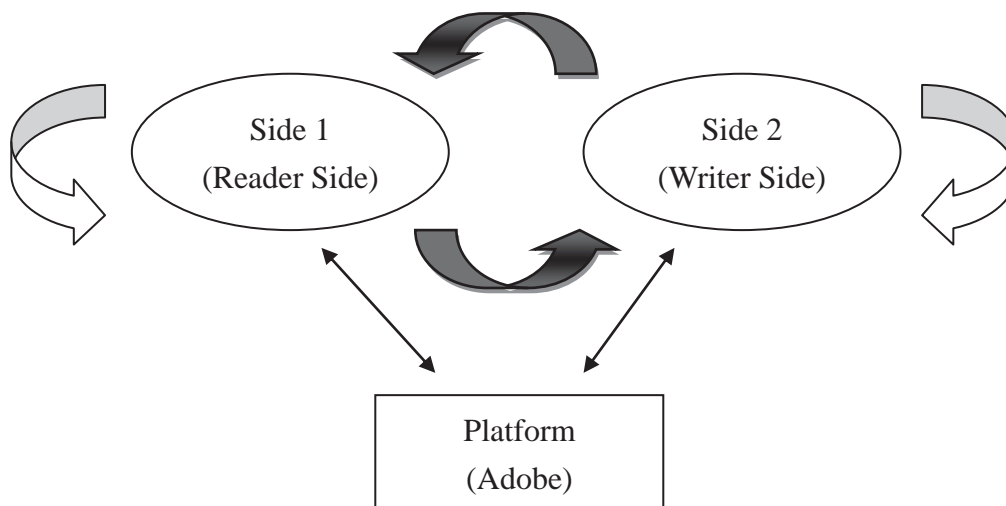 Side 1
(Reader Side)
Side 2
(Writer Side)
Platform
(Adobe)